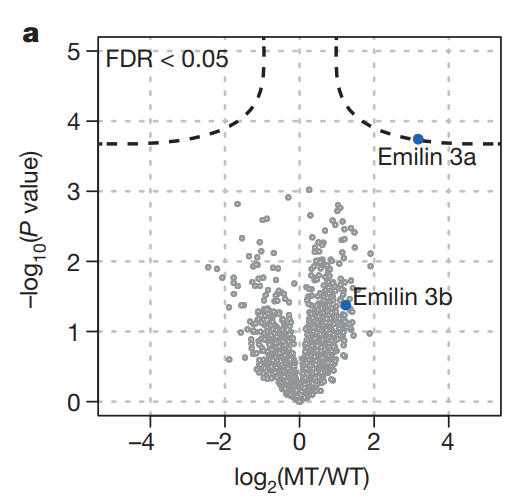 a
FDR < 0.05
Emilin 3a
Emilin 3b
5
4
3
2
1
0
–log10(P value)
–4 –2 0 2 4
log2(MT/WT)